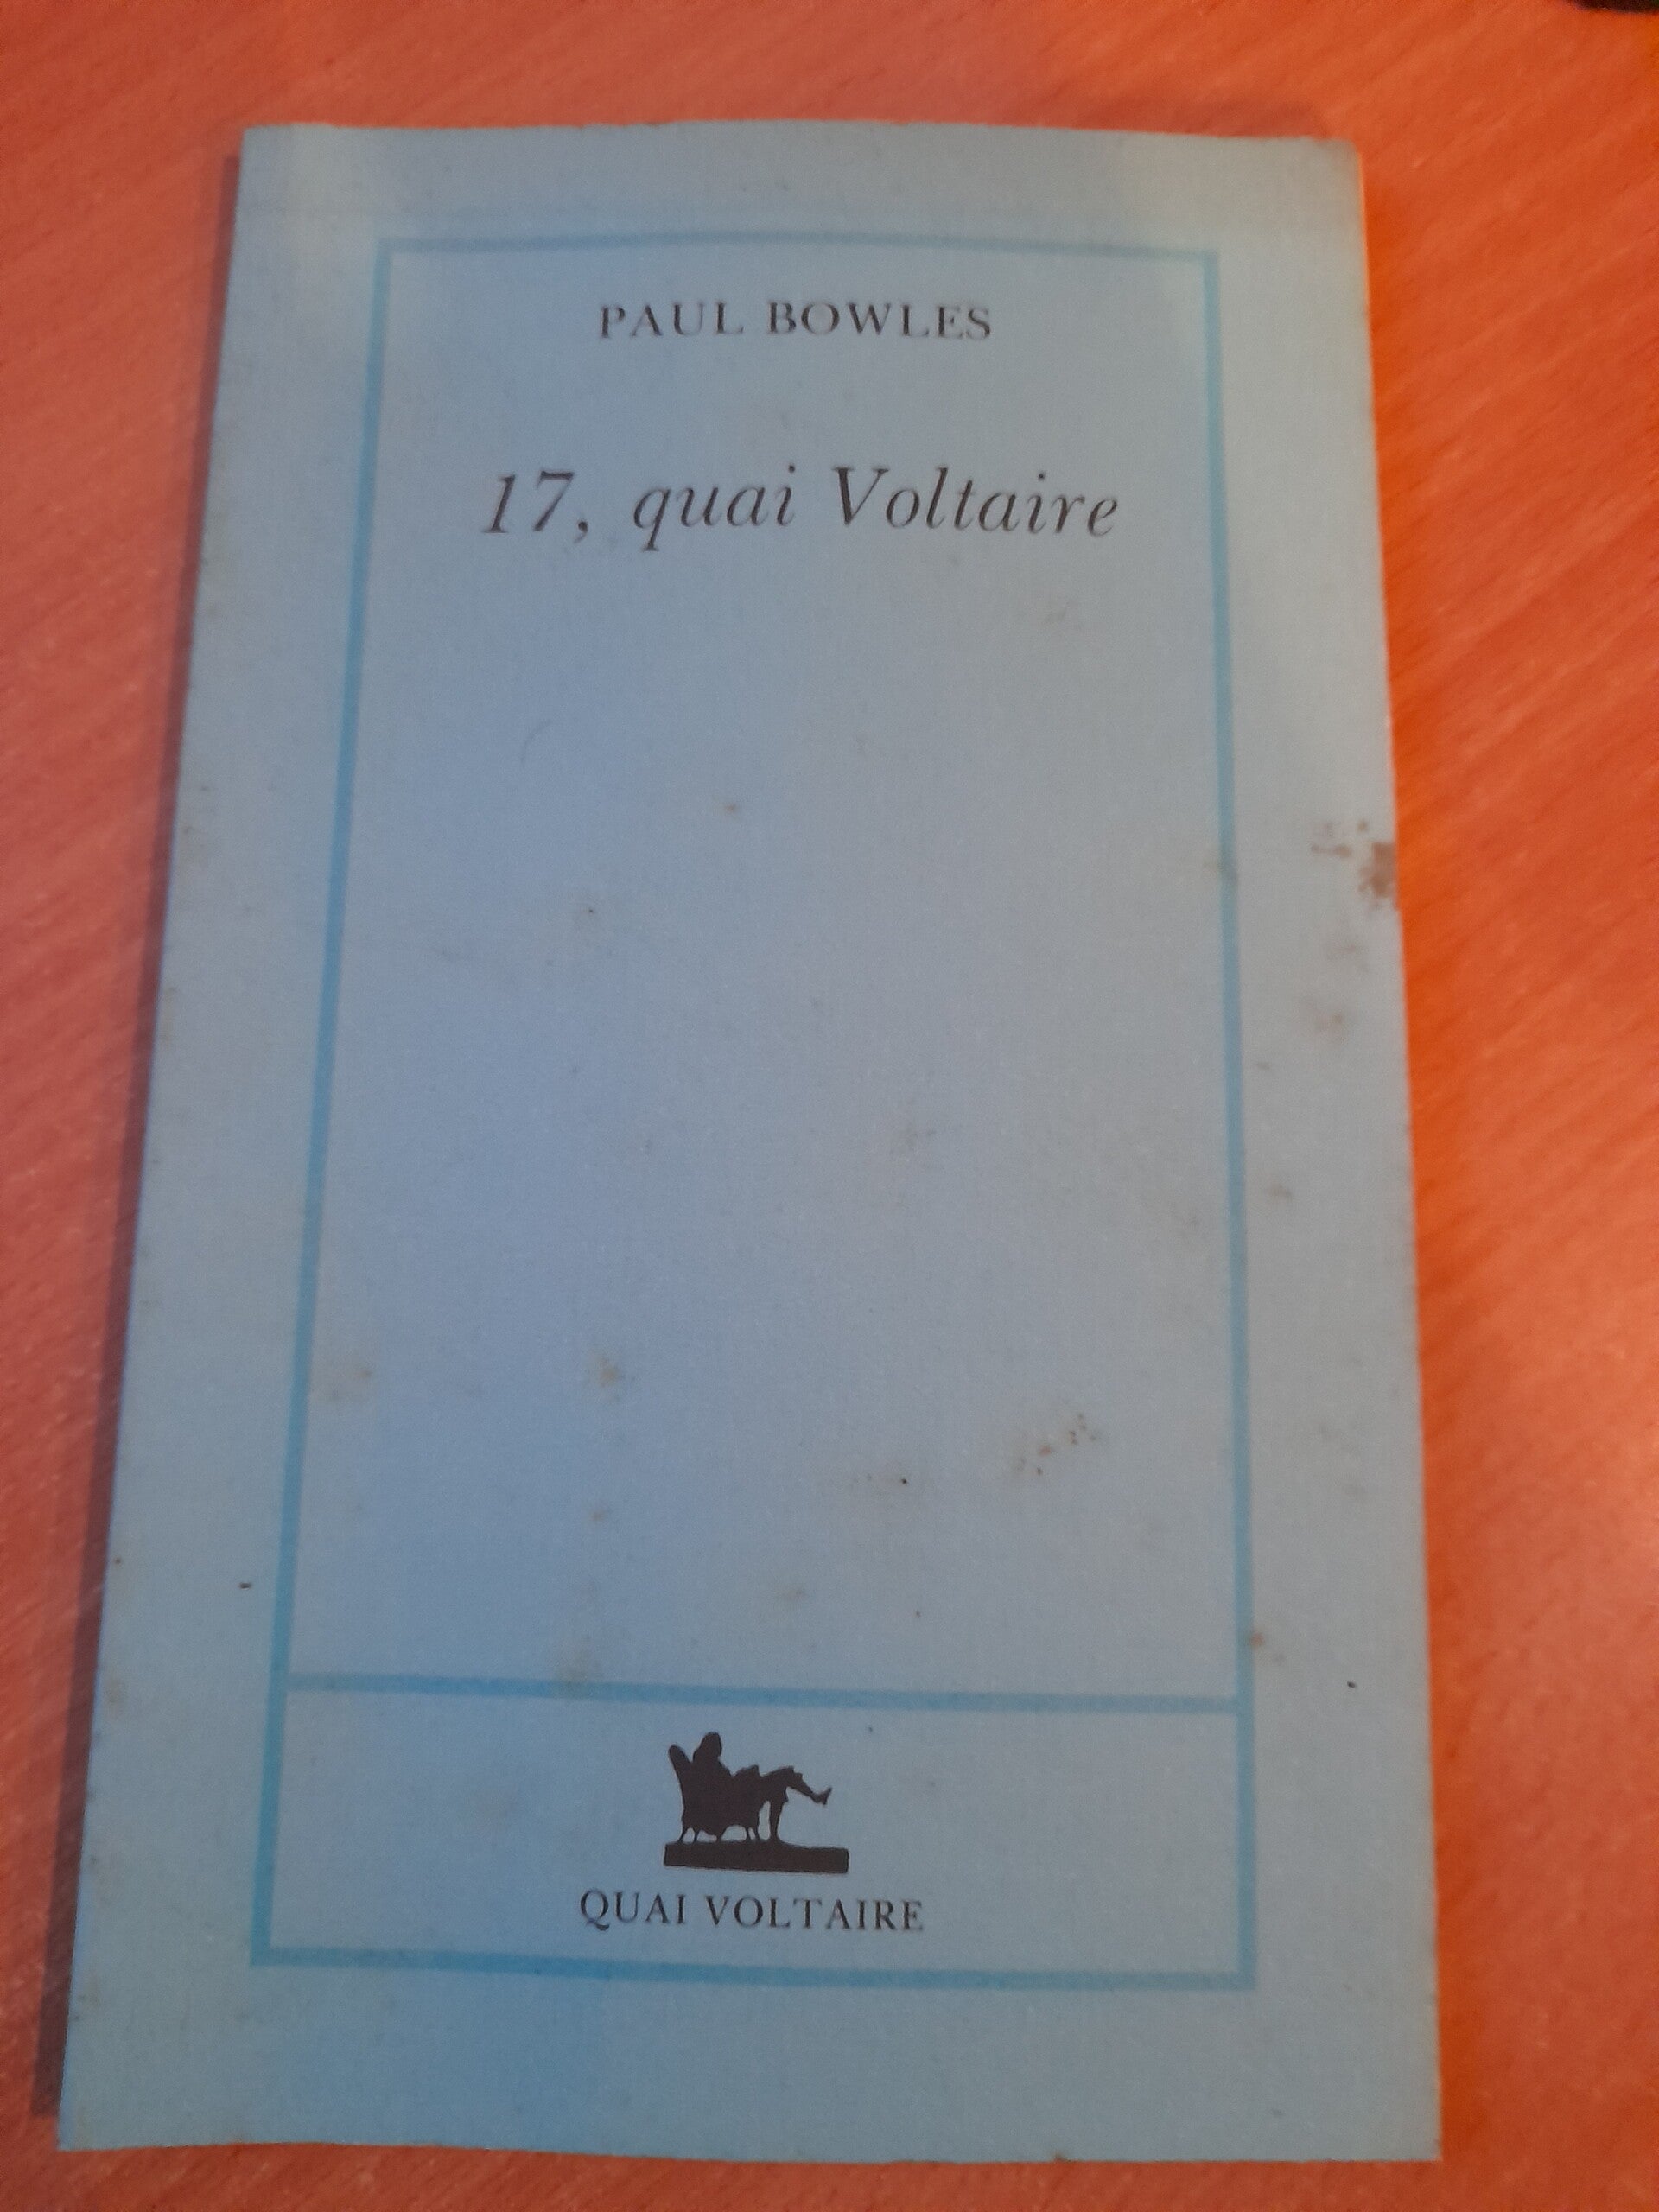 PAUL BOWLES
17, quai Voltaire
QUAI VOLTAIRE